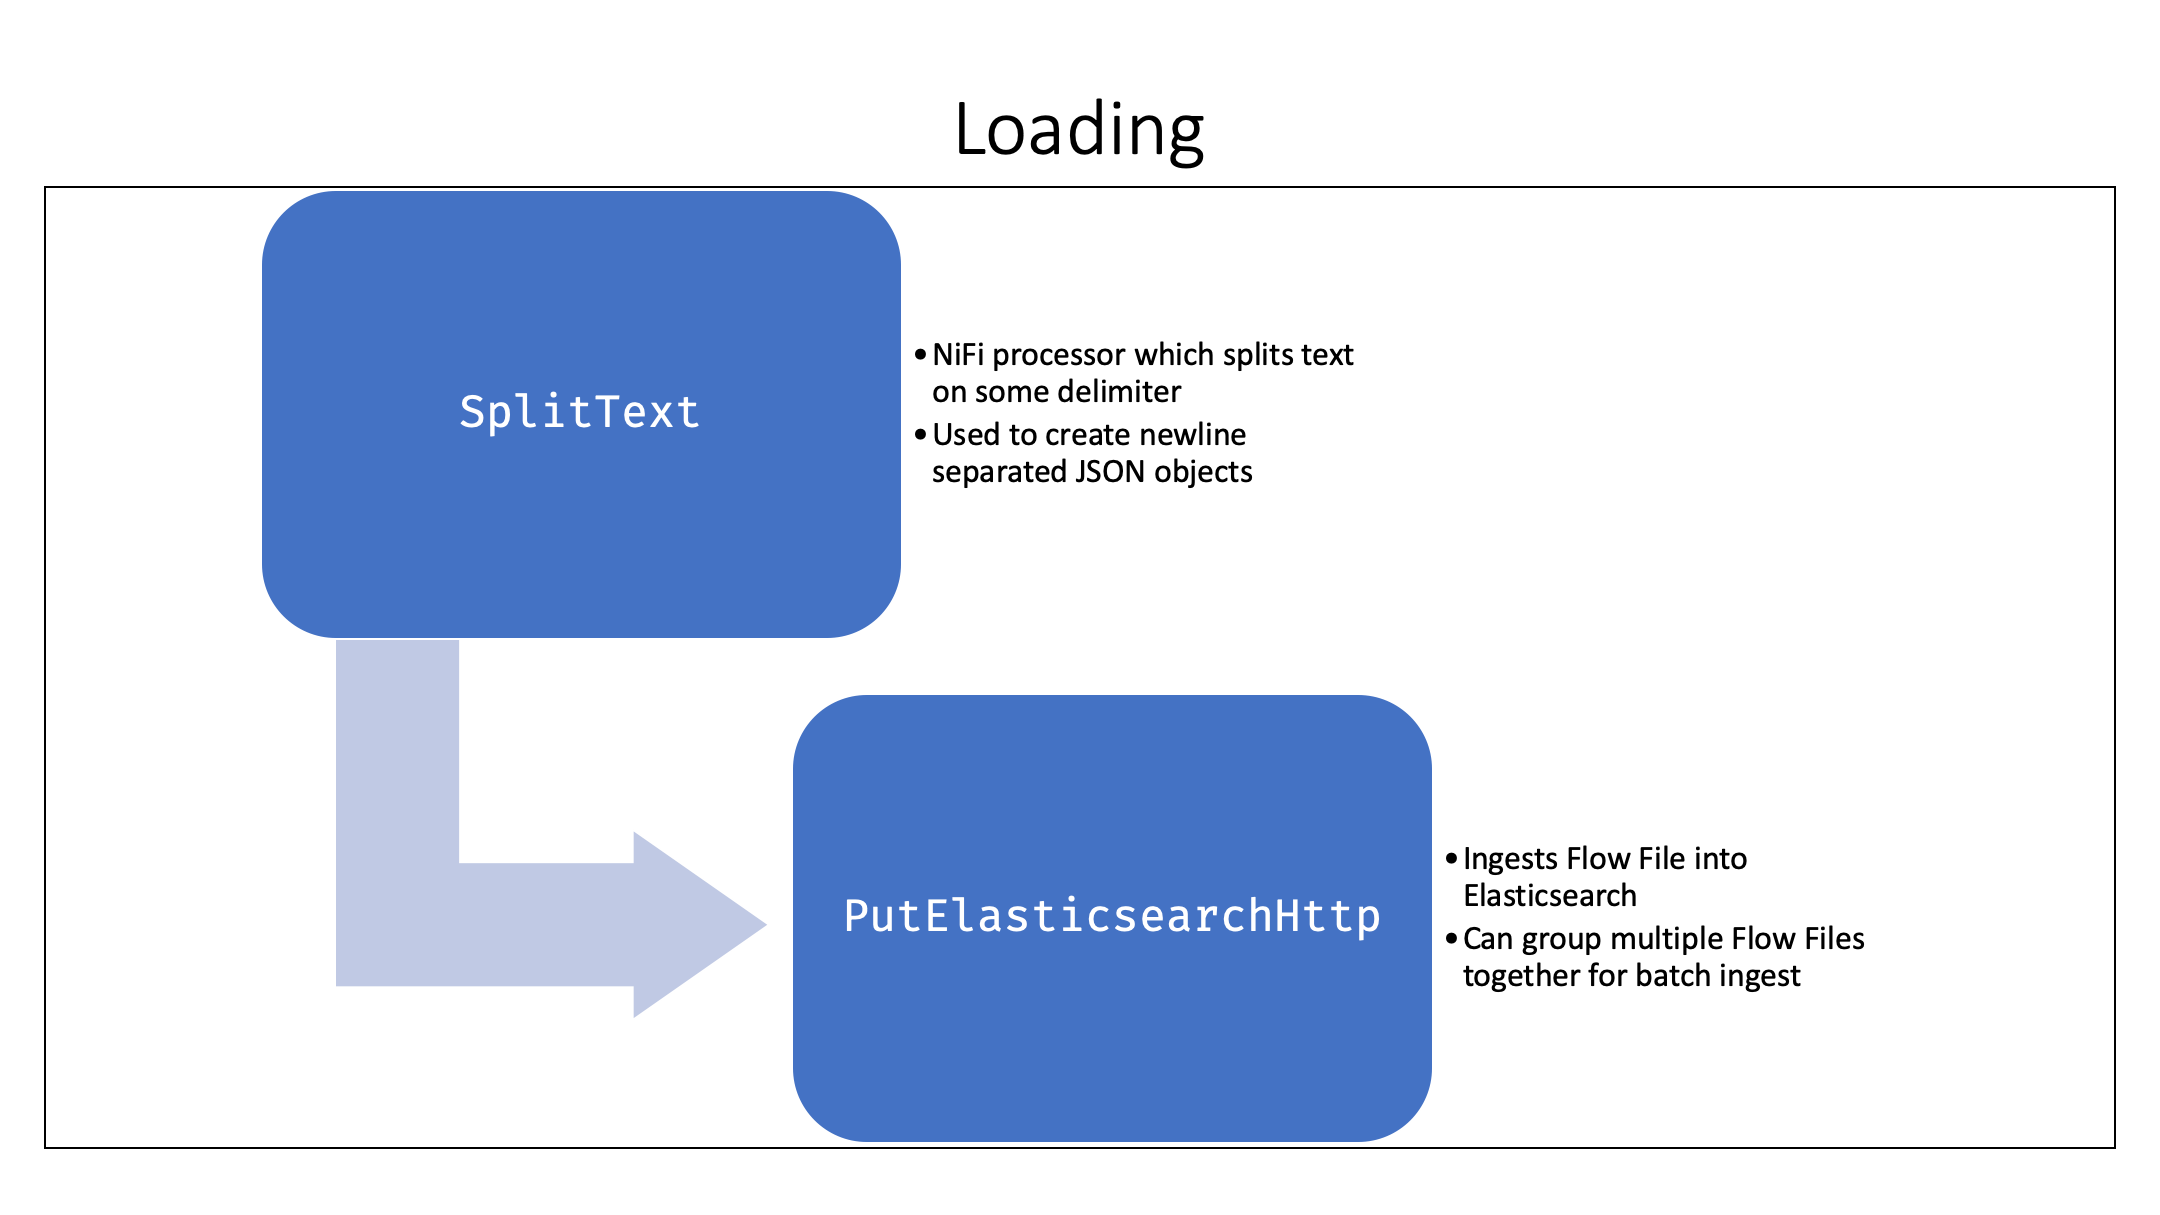 Loading
SplitText
•NiFi processor which splits text
on some delimiter
•Used to create newline
separated JSON objects
PutElasticsearchHttp
•Ingests Flow File into
Elasticsearch
•Can group multiple Flow Files
together for batch ingest